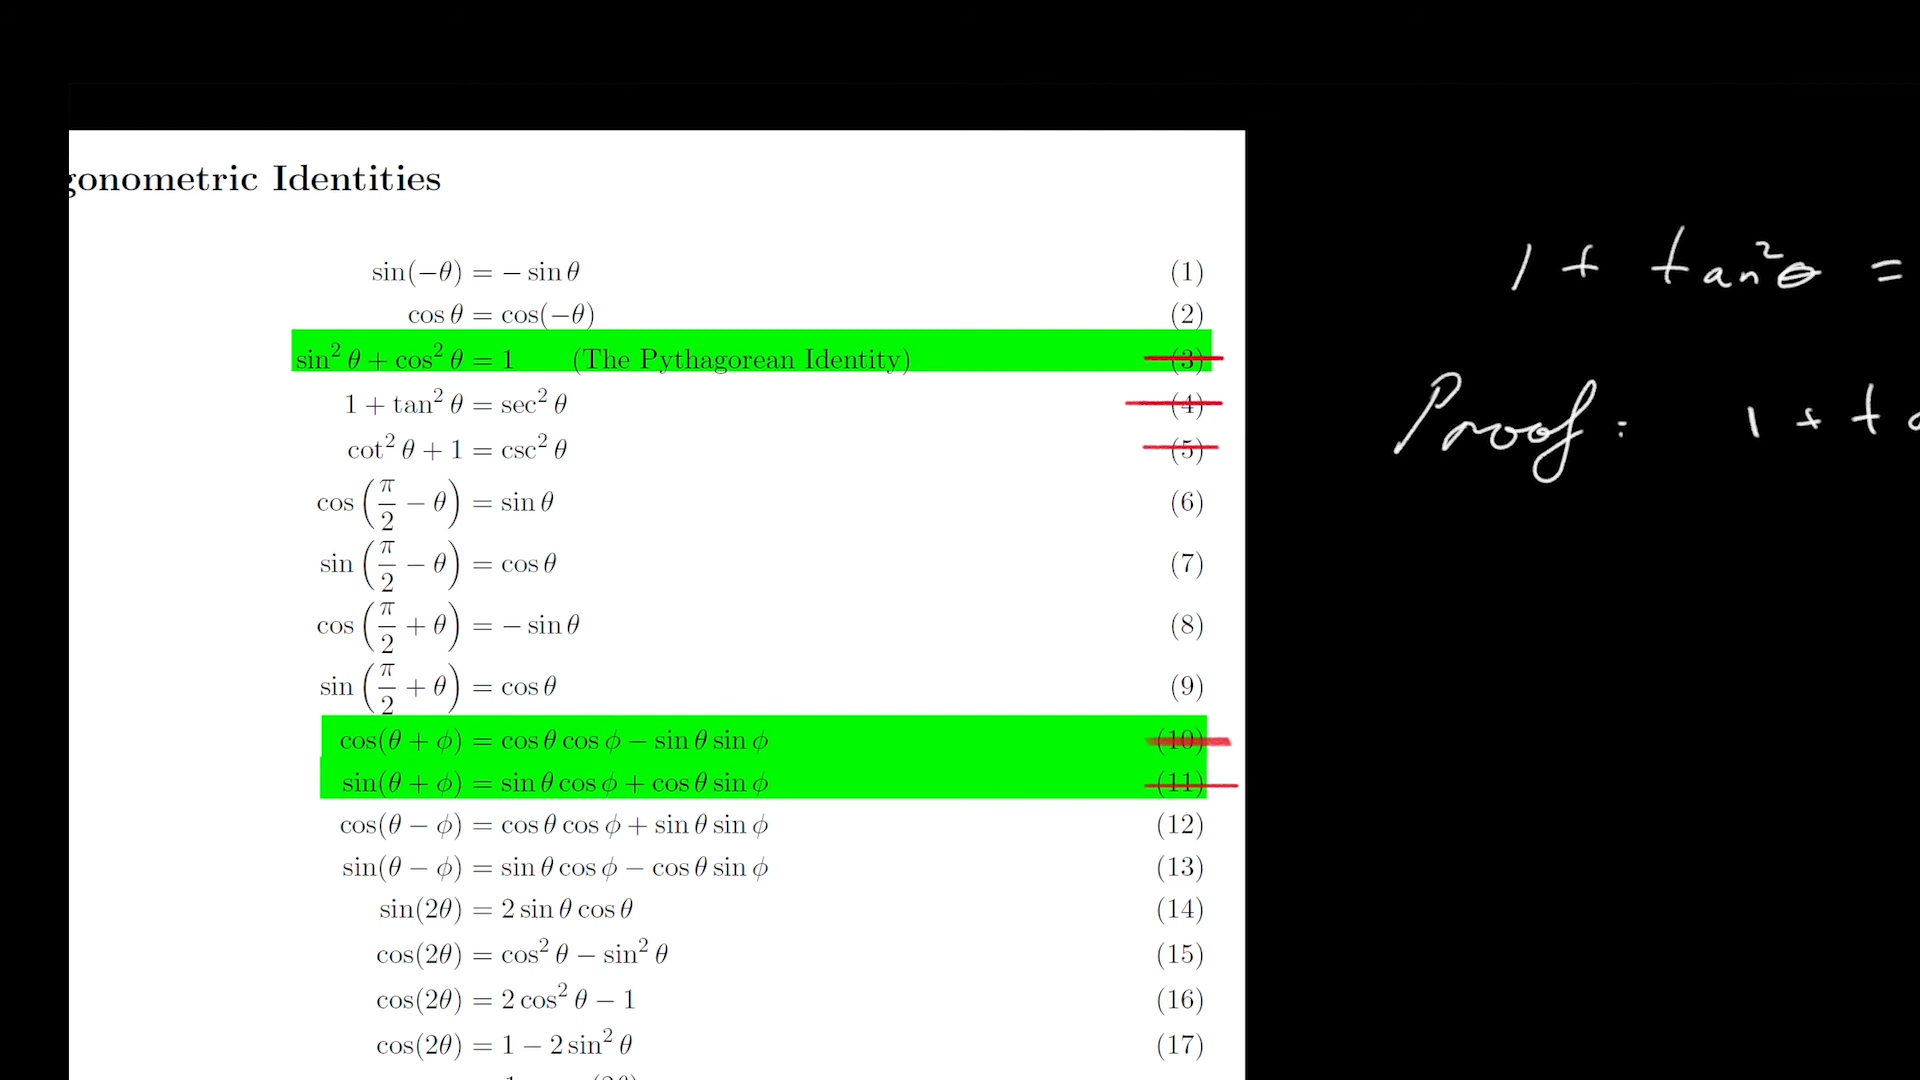 gonometric Identities
sin(−θ) = − sin θ (1)
cos θ = cos(−θ) (2)
sin² θ + cos² θ = 1 (The Pythagorean Identity) (3)
1 + tan² θ = sec² θ (4)
cot² θ + 1 = csc² θ (5)
cos (π/2 − θ) = sin θ (6)
sin (π/2 − θ) = cos θ (7)
cos (π/2 + θ) = − sin θ (8)
sin (π/2 + θ) = cos θ (9)
cos(θ + ϕ) = cos θ cos ϕ − sin θ sin ϕ (10)
sin(θ + ϕ) = sin θ cos ϕ + cos θ sin ϕ (11)
cos(θ − ϕ) = cos θ cos ϕ + sin θ sin ϕ (12)
sin(θ − ϕ) = sin θ cos ϕ − cos θ sin ϕ (13)
sin(2θ) = 2 sin θ cos θ (14)
cos(2θ) = cos² θ − sin² θ (15)
cos(2θ) = 2 cos² θ − 1 (16)
cos(2θ) = 1 − 2 sin² θ (17)
1 + tan²θ =
Proof: 1 + t